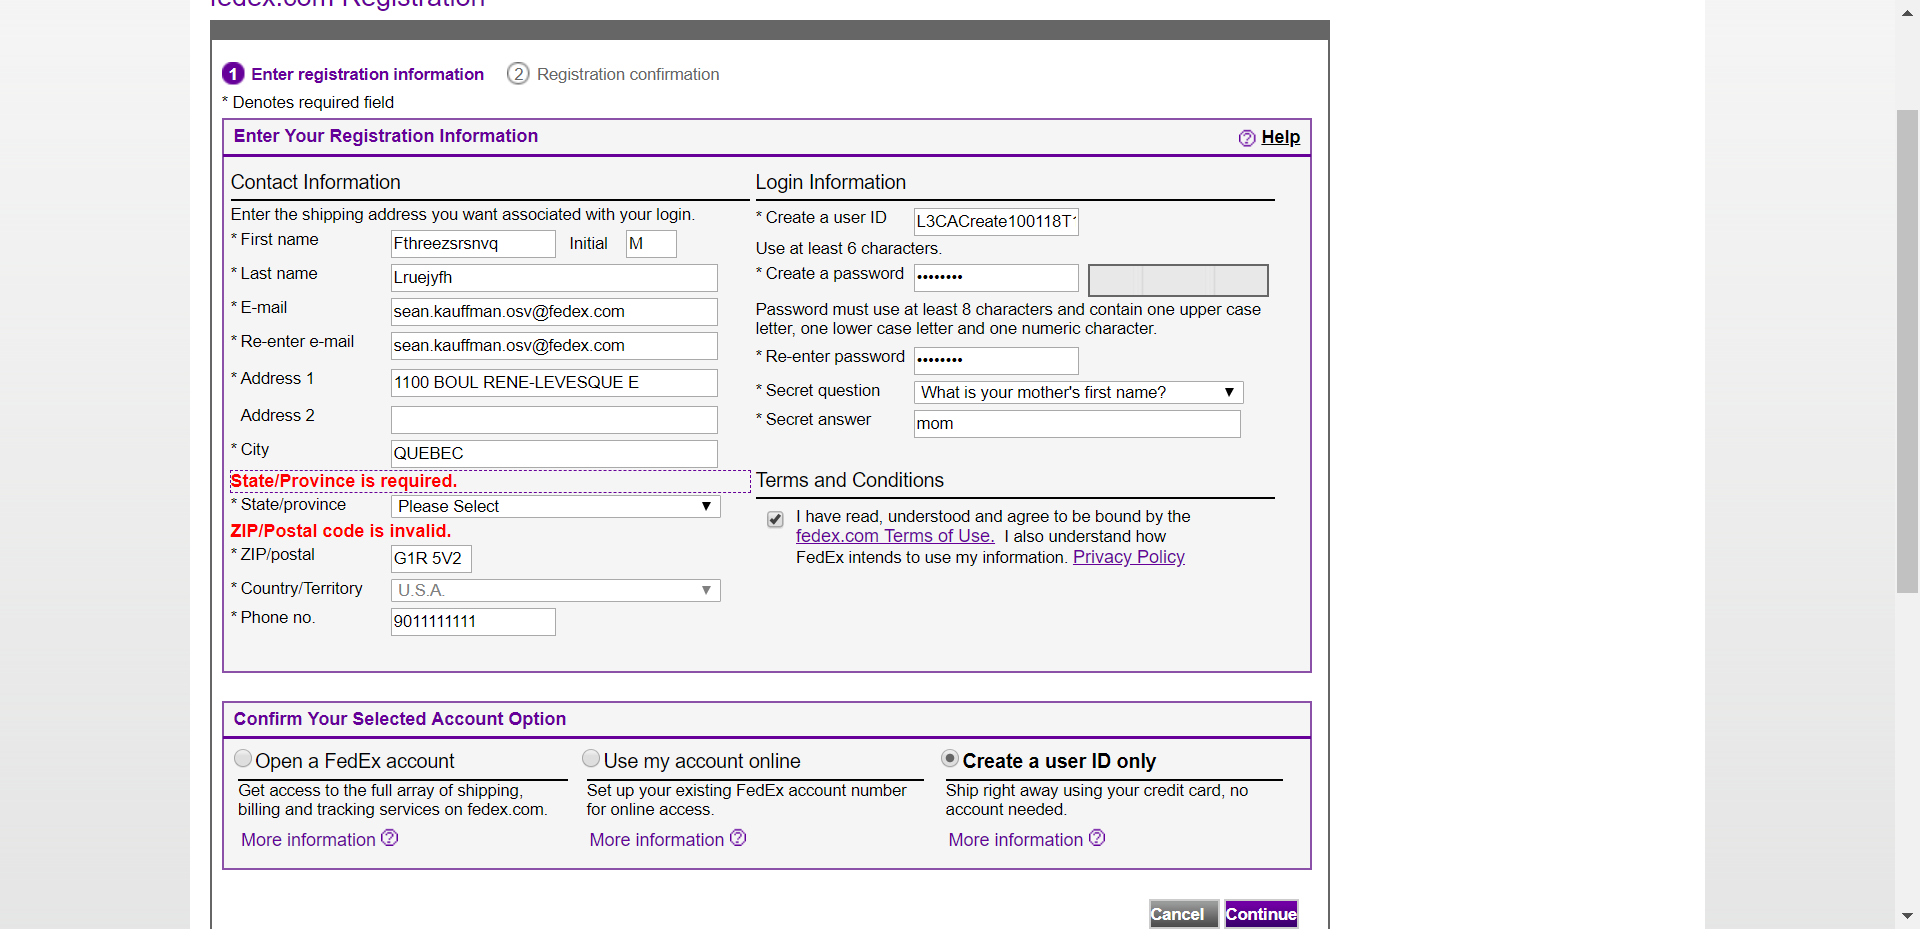 fedex.com Registration
1 Enter registration information 2 Registration confirmation
* Denotes required field
Enter Your Registration Information
? Help
Contact Information
Enter the shipping address you want associated with your login.
* First name Fthreezsrsnvq Initial M
* Last name Lruejyfh
* E-mail sean.kauffman.osv@fedex.com
* Re-enter e-mail sean.kauffman.osv@fedex.com
* Address 1 1100 BOUL RENE-LEVESQUE E
Address 2
* City QUEBEC
State/Province is required.
* State/province Please Select
ZIP/Postal code is invalid.
* ZIP/postal G1R 5V2
* Country/Territory U.S.A.
* Phone no. 9011111111
Login Information
* Create a user ID L3CACreate100118T
Use at least 6 characters.
* Create a password ••••••••
Password must use at least 8 characters and contain one upper case
letter, one lower case letter and one numeric character.
* Re-enter password ••••••••
* Secret question What is your mother's first name?
* Secret answer mom
Terms and Conditions
I have read, understood and agree to be bound by the
fedex.com Terms of Use. I also understand how
FedEx intends to use my information. Privacy Policy
Confirm Your Selected Account Option
Open a FedEx account
Get access to the full array of shipping,
billing and tracking services on fedex.com.
More information ?
Use my account online
Set up your existing FedEx account number
for online access.
More information ?
Create a user ID only
Ship right away using your credit card, no
account needed.
More information ?
Cancel Continue